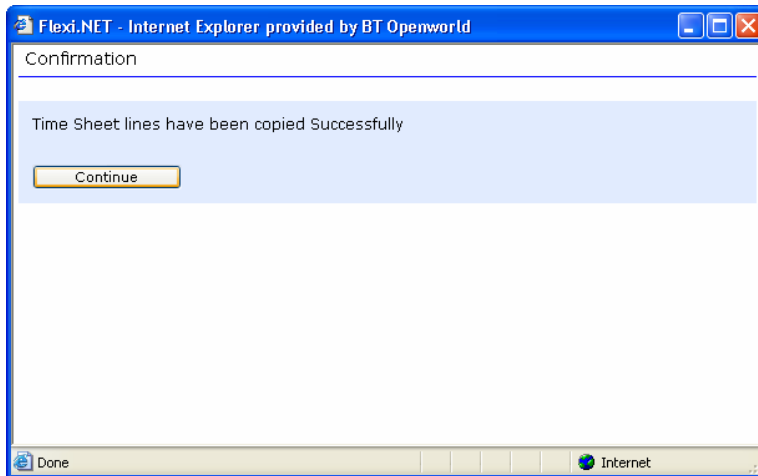 Flexi.NET - Internet Explorer provided by BT Openworld
Confirmation
Time Sheet lines have been copied Successfully
Continue
Done
Internet